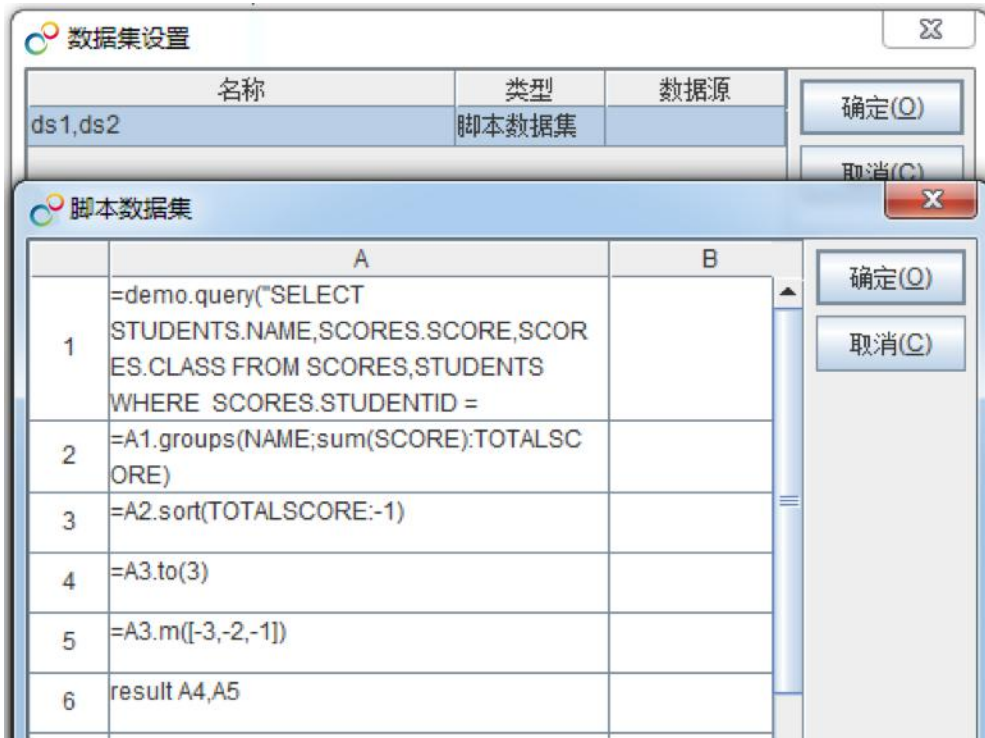 数据集设置
名称 类型 数据源
ds1,ds2 脚本数据集
确定(O)
取消(C)
脚本数据集
A B
确定(O)
取消(C)
1 =demo.query("SELECT
STUDENTS.NAME,SCORES.SCORE,SCOR
ES.CLASS FROM SCORES,STUDENTS
WHERE SCORES.STUDENTID =
2 =A1.groups(NAME;sum(SCORE):TOTALSC
ORE)
3 =A2.sort(TOTALSCORE:-1)
4 =A3.to(3)
5 =A3.m([-3,-2,-1])
6 result A4,A5